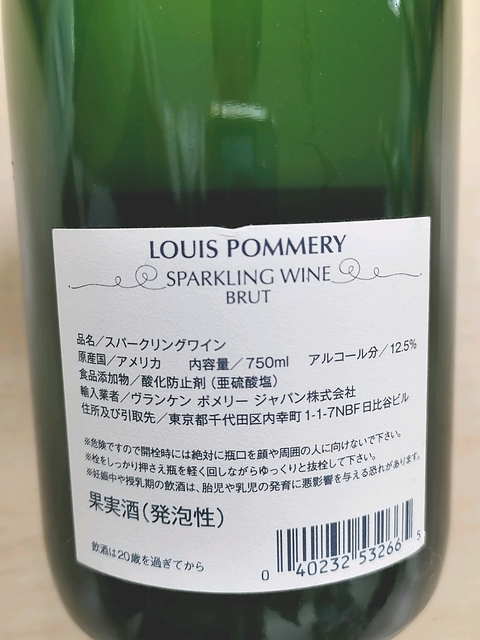 LOUIS POMMERY
SPARKLING WINE
BRUT
品名／スパークリングワイン
原産国／アメリカ 内容量／750ml アルコール分／12.5%
食品添加物／酸化防止剤（亜硫酸塩）
輸入業者／ヴランケン ポメリー ジャパン株式会社
住所及び引取先／東京都千代田区内幸町1-1-7NBF日比谷ビル
※危険ですので開栓時には絶対に瓶口を顔や周囲の人に向けないで下さい。
※栓をしっかり押さえ瓶を軽く回しながらゆっくりと抜栓して下さい。
※妊娠中や授乳期の飲酒は、胎児や乳児の発育に悪影響を与える恐れがあります。
果実酒（発泡性）
飲酒は20歳を過ぎてから
0 40232 53266 5